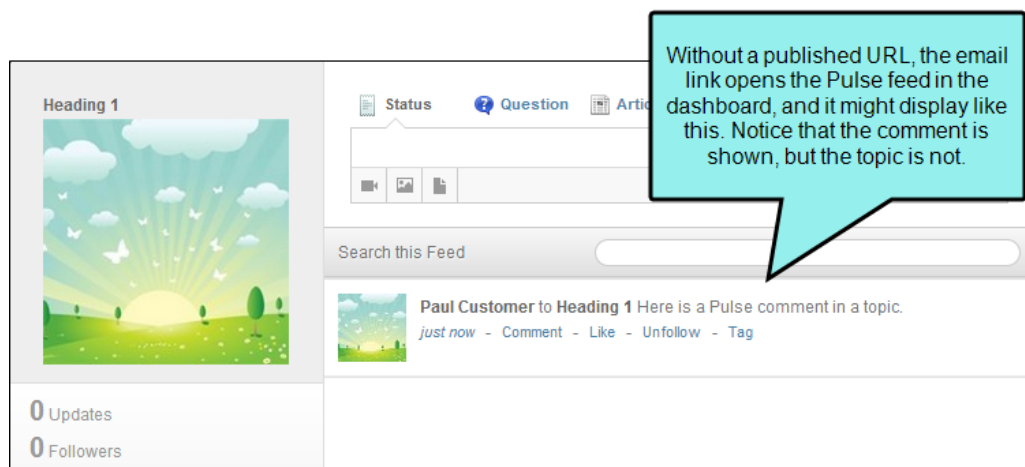 Without a published URL, the email
link opens the Pulse feed in the
dashboard, and it might display like
this. Notice that the comment is
shown, but the topic is not.
Heading 1
Status Question
Search this Feed
Paul Customer to Heading 1 Here is a Pulse comment in a topic.
just now - Comment - Like - Unfollow - Tag
0 Updates
0 Followers